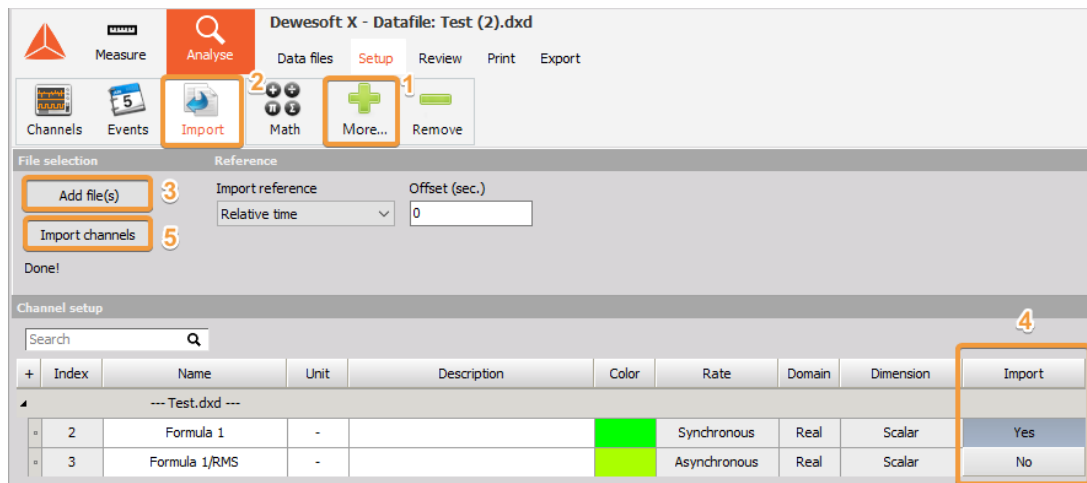 Dewesoft X - Datafile: Test (2).dxd
Measure Analyse Data files Setup Review Print Export
2 1
5
Channels Events Import Math More... Remove
File selection Reference
Add file(s) 3 Import reference Offset (sec.)
Relative time 0
Import channels 5
Done!
Channel setup
4
Search
+ Index Name Unit Description Color Rate Domain Dimension Import
--- Test.dxd ---
2 Formula 1 - Synchronous Real Scalar Yes
3 Formula 1/RMS - Asynchronous Real Scalar No